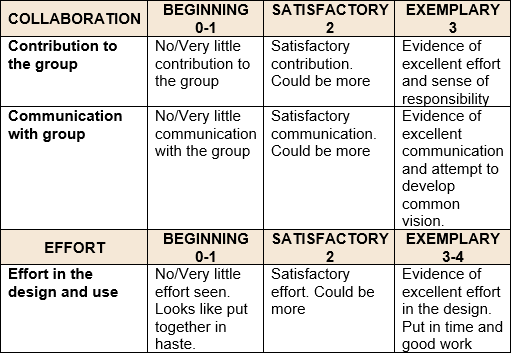 COLLABORATION
BEGINNING
0-1
SATISFACTORY
2
EXEMPLARY
3
Contribution to
the group
No/Very little
contribution to
the group
Satisfactory
contribution.
Could be more
Evidence of
excellent effort
and sense of
responsibility
Communication
with group
No/Very little
communication
with the group
Satisfactory
communication.
Could be more
Evidence of
excellent
communication
and attempt to
develop
common
vision.
EFFORT
BEGINNING
0-1
SATISFACTORY
2
EXEMPLARY
3-4
Effort in the
design and use
No/Very little
effort seen.
Looks like put
together in
haste.
Satisfactory
effort. Could be
more
Evidence of
excellent effort
in the design.
Put in time and
good work